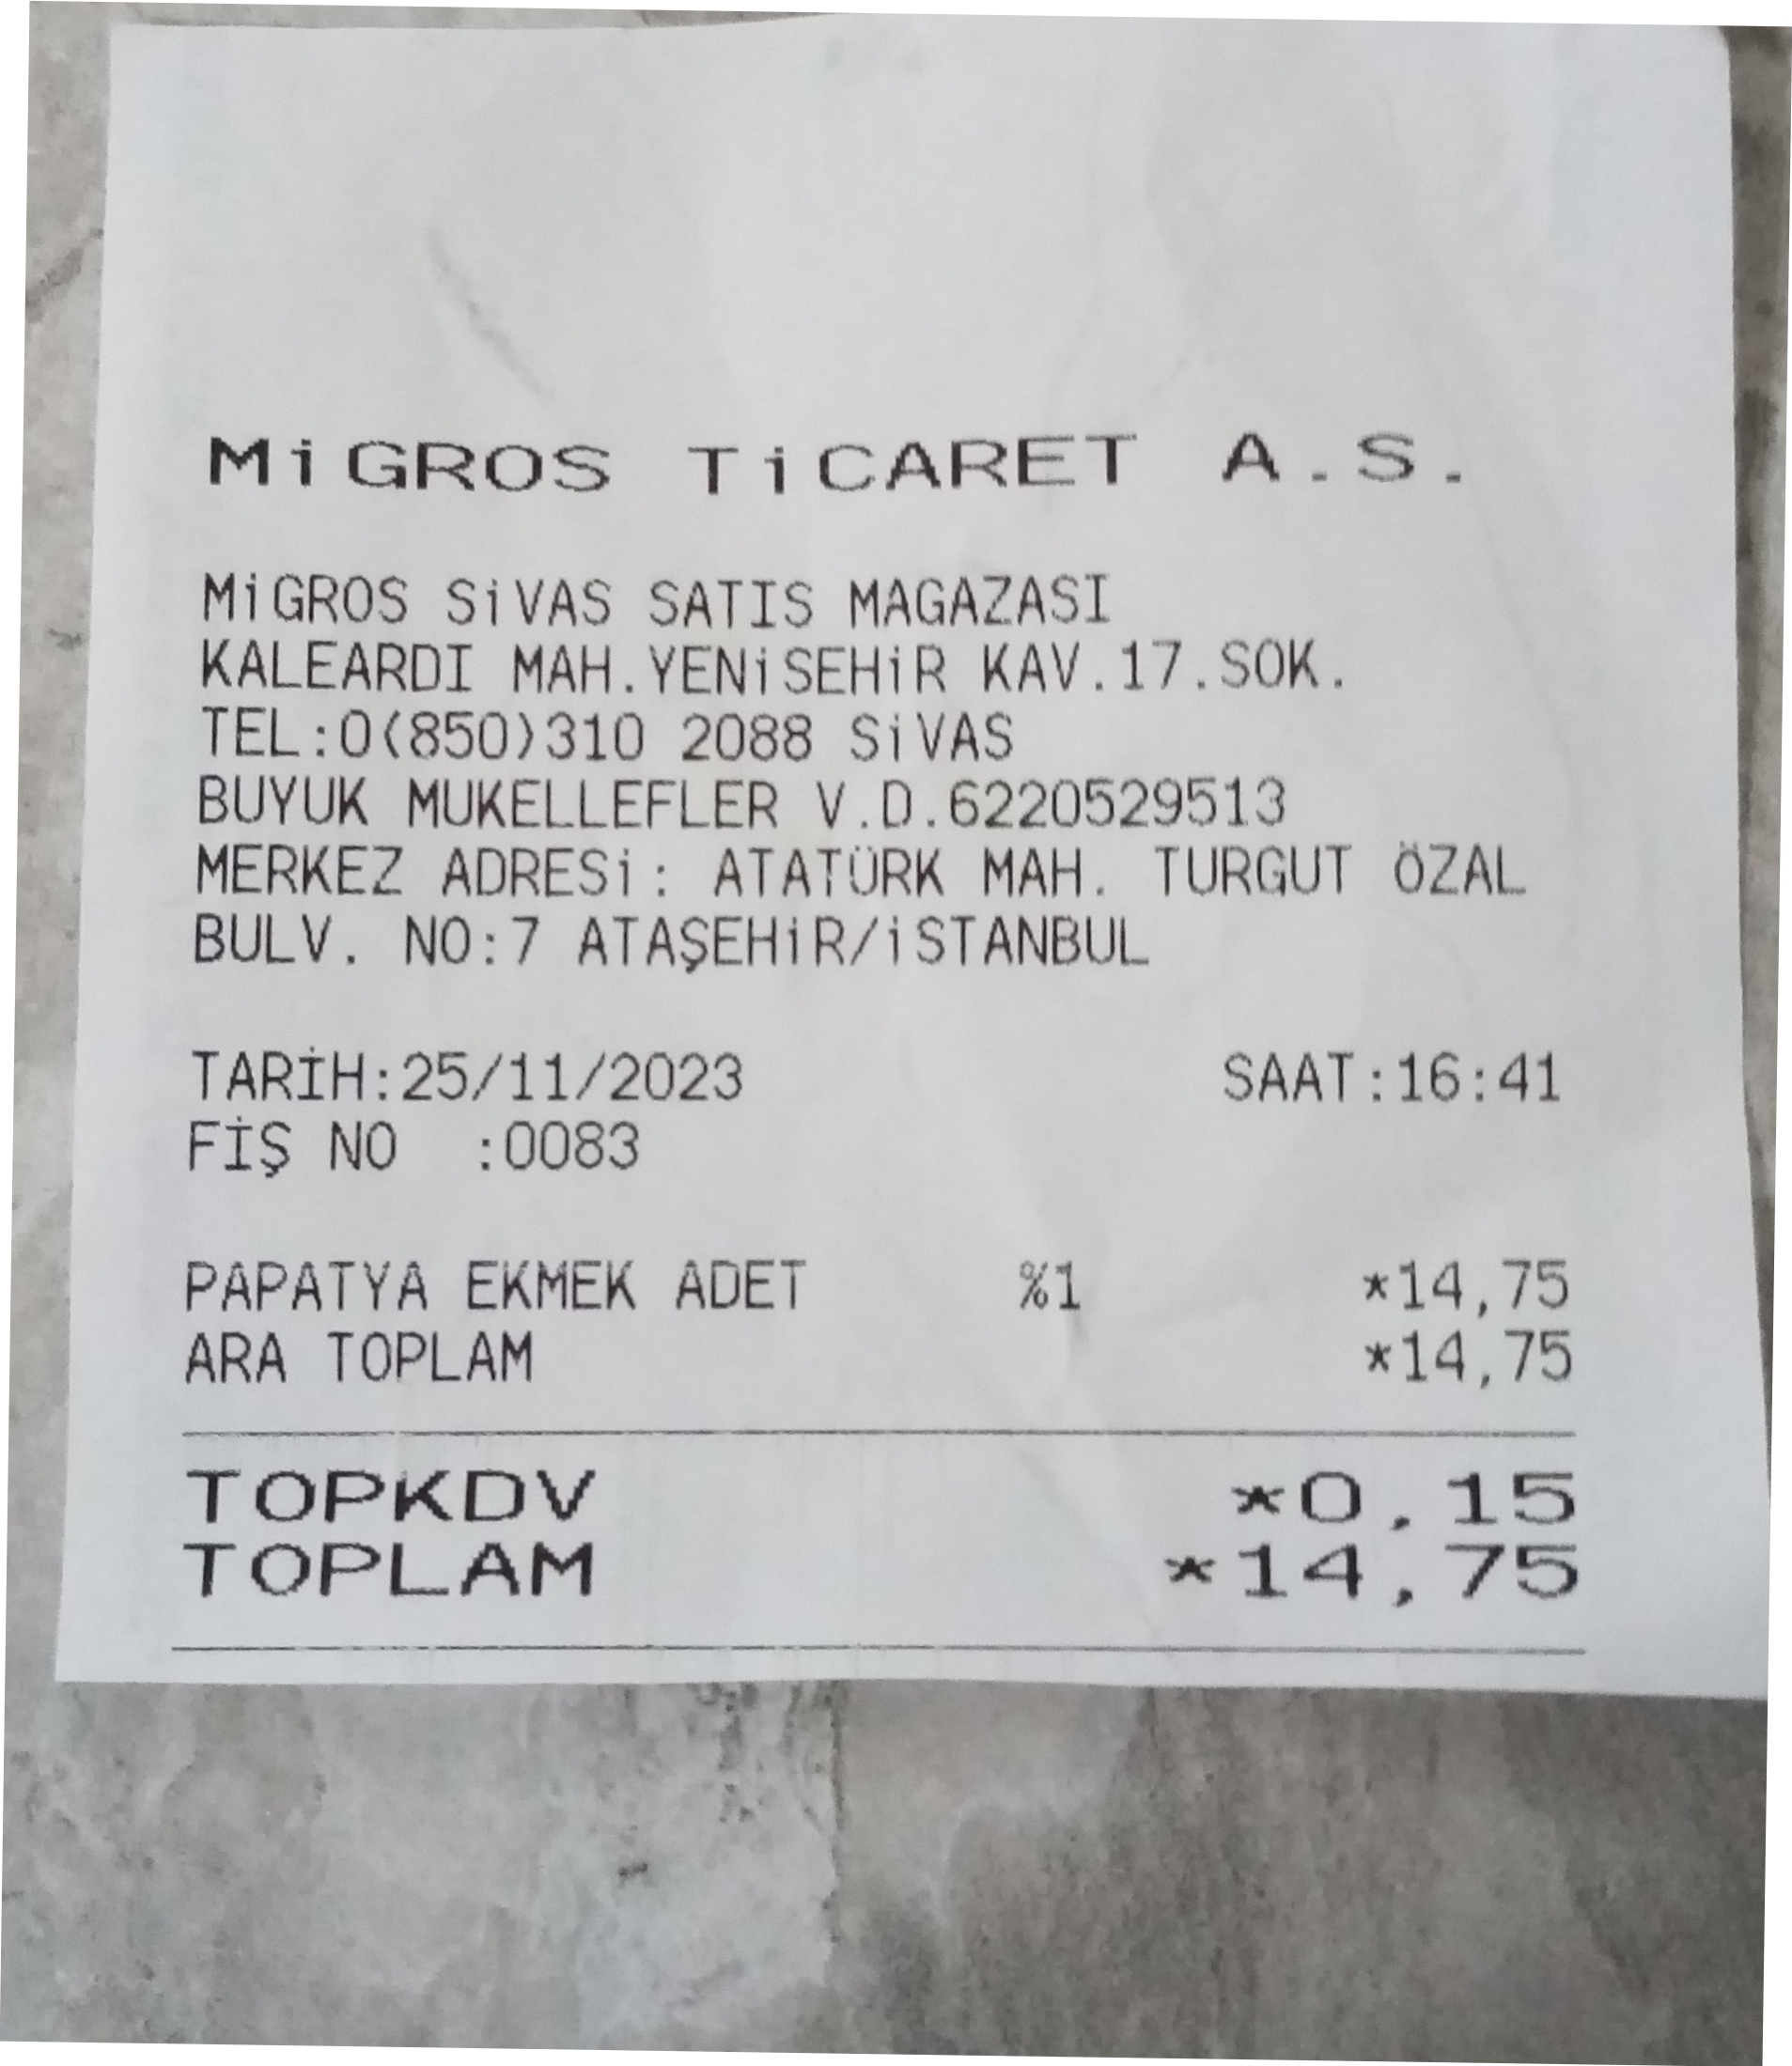 MiGROS TiCARET A.S.
MiGROS SiVAS SATIS MAGAZASI
KALEARDI MAH.YENiSEHiR KAV.17.SOK.
TEL:0(850)310 2088 SiVAS
BUYUK MUKELLEFLER V.D.6220529513
MERKEZ ADRESi: ATATÜRK MAH. TURGUT ÖZAL
BULV. NO:7 ATAŞEHiR/iSTANBUL
TARİH:25/11/2023 SAAT:16:41
FİŞ NO :0083
PAPATYA EKMEK ADET %1 *14,75
ARA TOPLAM *14,75
TOPKDV *0,15
TOPLAM *14,75